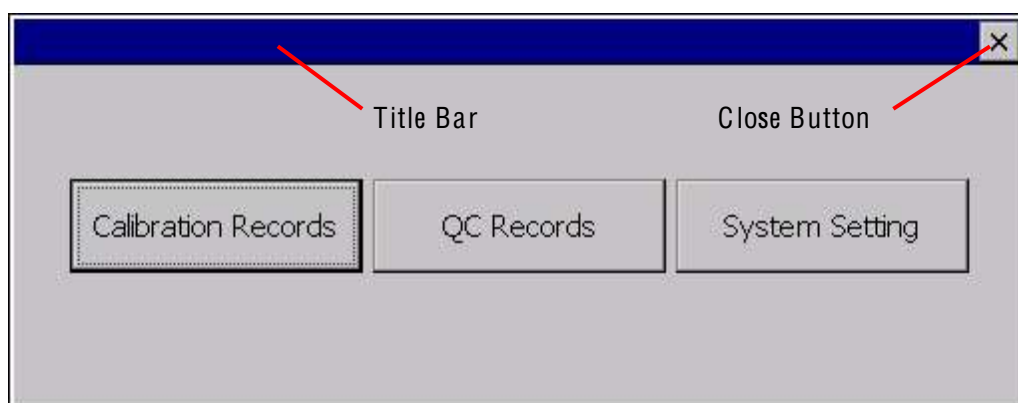 Title Bar
Close Button
Calibration Records
QC Records
System Setting